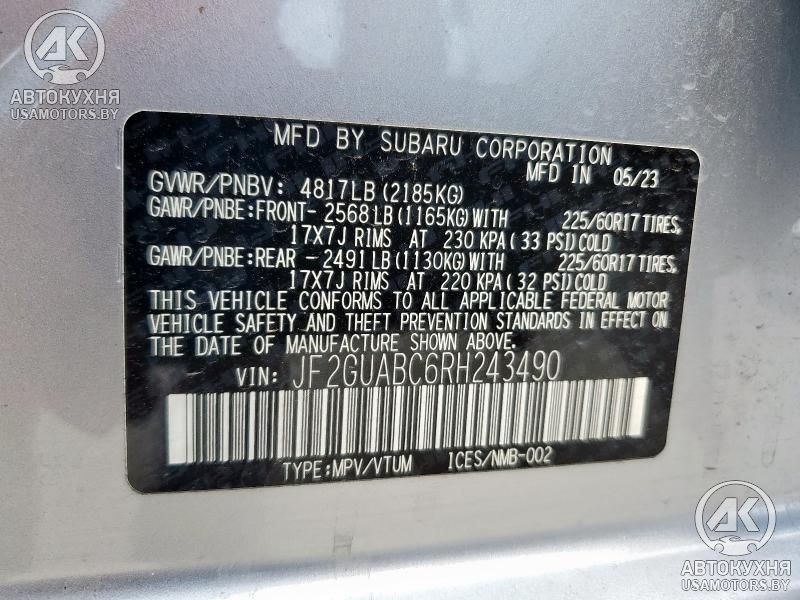 AK
АВТОКУХНЯ
USAMOTORS.BY
MFD BY SUBARU CORPORATION
MFD IN 05/23
GVWR/PNBV: 4817LB (2185KG)
GAWR/PNBE:FRONT- 2568LB (1165KG) WITH 225/60R17 TIRES,
17X7J RIMS AT 230 KPA ( 33 PSI) COLD
GAWR/PNBE:REAR -2491LB (1130KG) WITH 225/60R17 TIRES,
17X7J RIMS AT 220 KPA ( 32 PSI) COLD
THIS VEHICLE CONFORMS TO ALL APPLICABLE FEDERAL MOTOR
VEHICLE SAFETY AND THEFT PREVENTION STANDARDS IN EFFECT ON
THE DATE OF MANUFACTURE SHOWN ABOVE.
VIN: JF2GUABC6RH243490
TYPE:MPV/VTUM ICES/NMB-002
AK
АВТОКУХНЯ
USAMOTORS.BY